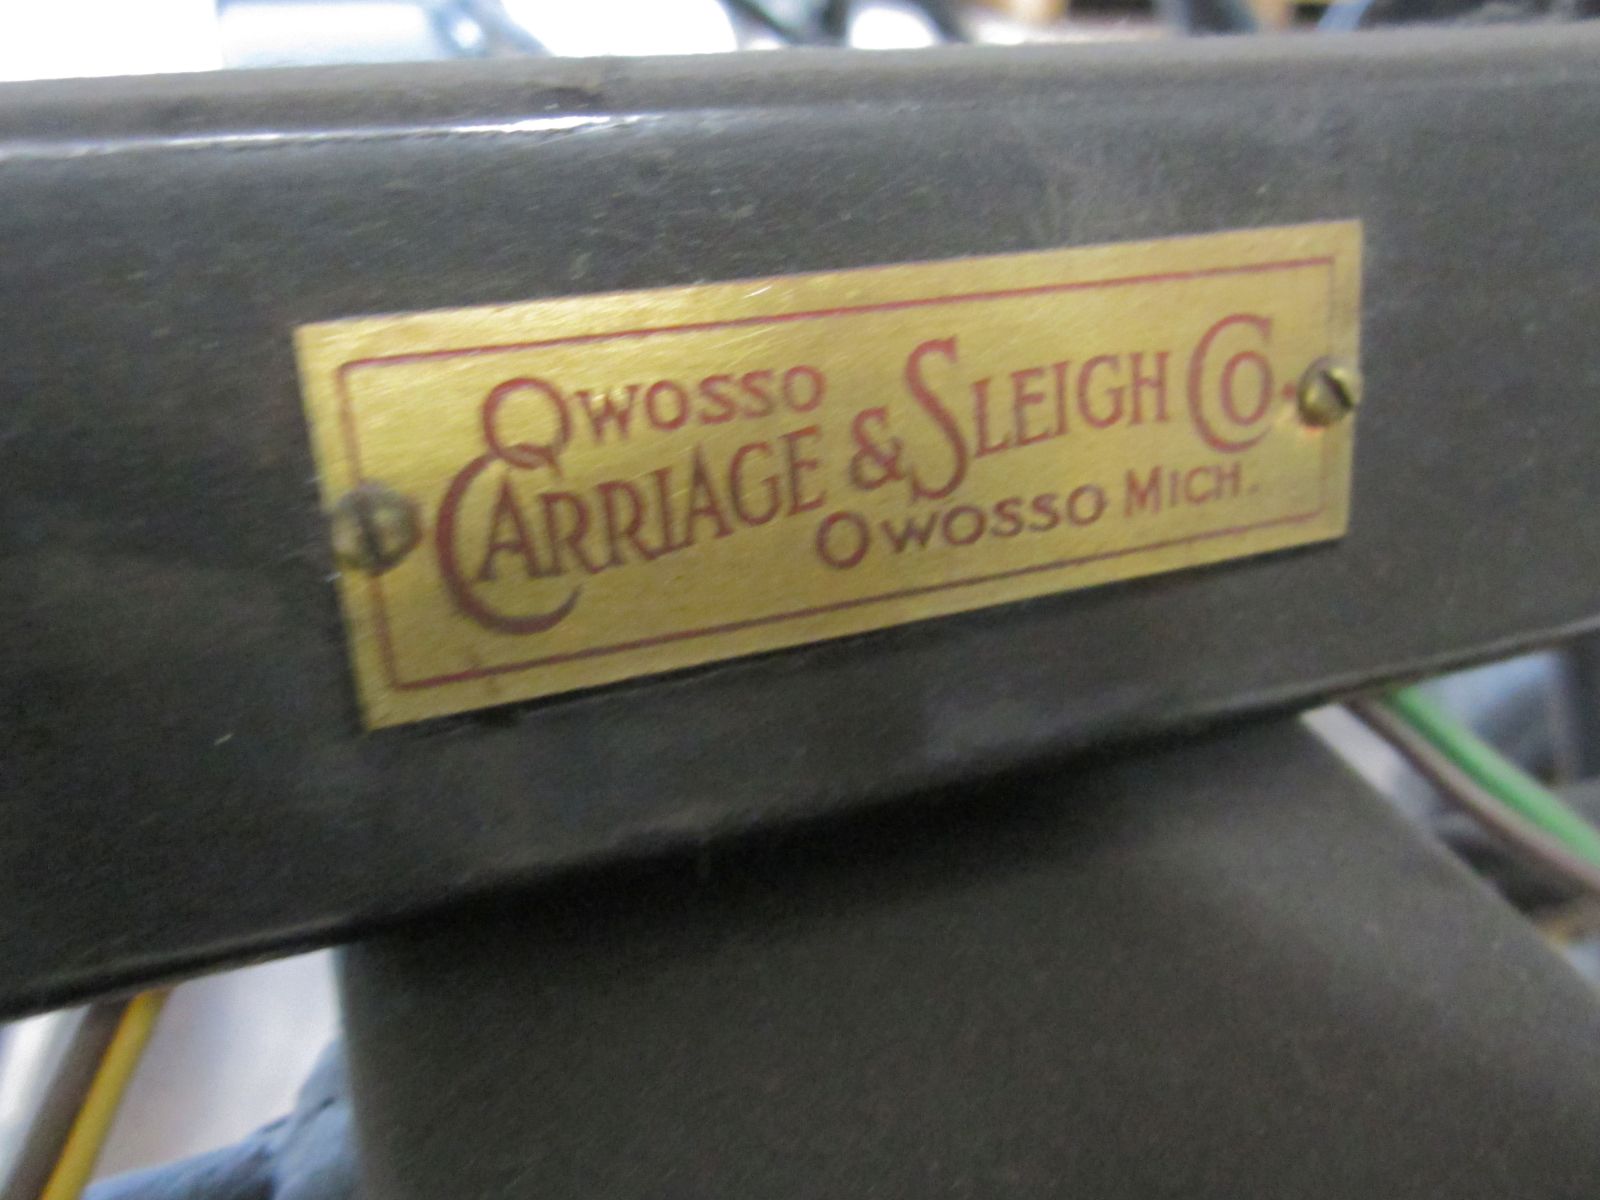 Owosso
Carriage & Sleigh Co.
Owosso Mich.